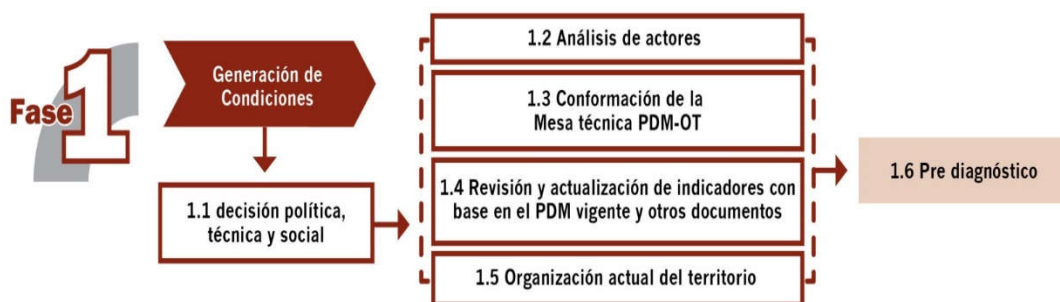 Fase 1
Generación de
Condiciones
1.1 decisión política,
técnica y social
1.2 Análisis de actores
1.3 Conformación de la
Mesa técnica PDM-OT
1.4 Revisión y actualización de indicadores con
base en el PDM vigente y otros documentos
1.5 Organización actual del territorio
1.6 Pre diagnóstico